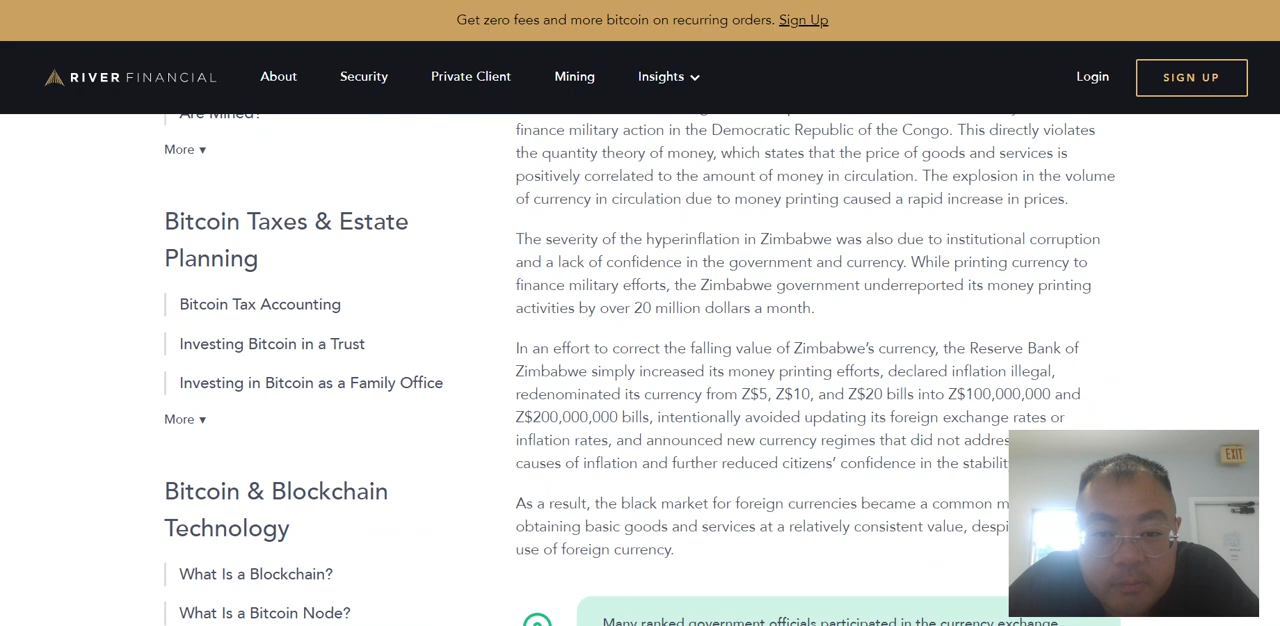 Get zero fees and more bitcoin on recurring orders. Sign Up
RIVER FINANCIAL
About
Security
Private Client
Mining
Insights
Login
SIGN UP
Are Mined?
More ▼
Bitcoin Taxes & Estate
Planning
Bitcoin Tax Accounting
Investing Bitcoin in a Trust
Investing in Bitcoin as a Family Office
More ▼
Bitcoin & Blockchain
Technology
What Is a Blockchain?
What Is a Bitcoin Node?
finance military action in the Democratic Republic of the Congo. This directly violates
the quantity theory of money, which states that the price of goods and services is
positively correlated to the amount of money in circulation. The explosion in the volume
of currency in circulation due to money printing caused a rapid increase in prices.
The severity of the hyperinflation in Zimbabwe was also due to institutional corruption
and a lack of confidence in the government and currency. While printing currency to
finance military efforts, the Zimbabwe government underreported its money printing
activities by over 20 million dollars a month.
In an effort to correct the falling value of Zimbabwe’s currency, the Reserve Bank of
Zimbabwe simply increased its money printing efforts, declared inflation illegal,
redenominated its currency from Z$5, Z$10, and Z$20 bills into Z$100,000,000 and
Z$200,000,000 bills, intentionally avoided updating its foreign exchange rates or
inflation rates, and announced new currency regimes that did not addres
causes of inflation and further reduced citizens’ confidence in the stabilit
As a result, the black market for foreign currencies became a common m
obtaining basic goods and services at a relatively consistent value, despi
use of foreign currency.
Many ranked government officials participated in the currency exchange
EXIT